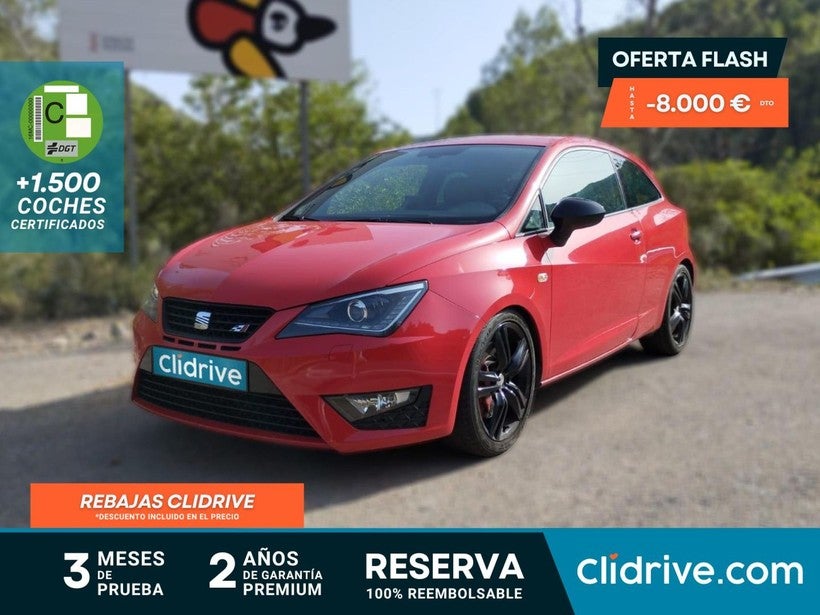 OFERTA FLASH
HASTA
-8.000 €
DTO
C
DGT
+1.500
COCHES
CERTIFICADOS
Clidrive
REBAJAS CLIDRIVE
*DESCUENTO INCLUIDO EN EL PRECIO
3 MESES
DE
PRUEBA
2 AÑOS
DE GARANTÍA
PREMIUM
RESERVA
100% REEMBOLSABLE
Clidrive.com